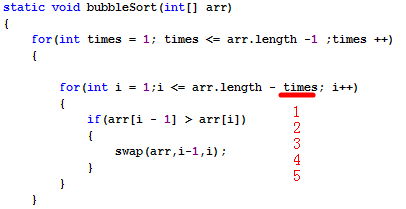 static void bubbleSort(int[] arr)
{
for(int times = 1; times <= arr.length -1 ;times ++)
{
for(int i = 1;i <= arr.length - times; i++)
{
if(arr[i - 1] > arr[i])
{
swap(arr,i-1,i);
}
}
}
1
2
3
4
5